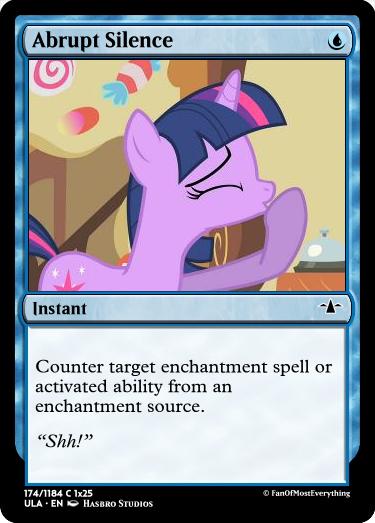 Abrupt Silence
Instant
Counter target enchantment spell or
activated ability from an
enchantment source.
“Shh!”
174/1184 C 1x25
ULA • EN Hasbro Studios
© FanOfMostEverything